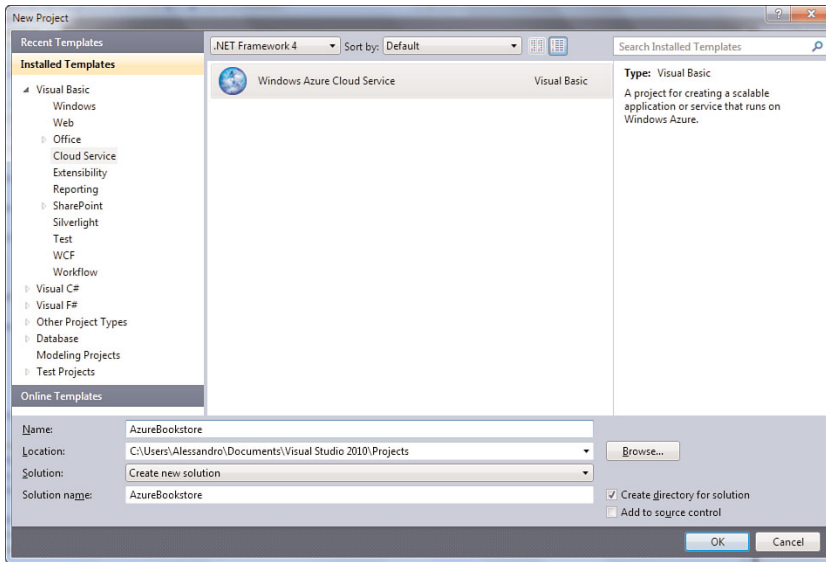 New Project
Recent Templates
.NET Framework 4 Sort by: Default Search Installed Templates
Installed Templates
Visual Basic
Windows
Web
Office
Cloud Service
Extensibility
Reporting
SharePoint
Silverlight
Test
WCF
Workflow
Visual C#
Visual F#
Other Project Types
Database
Modeling Projects
Test Projects
Online Templates
Windows Azure Cloud Service Visual Basic
Type: Visual Basic
A project for creating a scalable
application or service that runs on
Windows Azure.
Name: AzureBookstore
Location: C:\Users\Alessandro\Documents\Visual Studio 2010\Projects Browse...
Solution: Create new solution
Solution name: AzureBookstore
Create directory for solution
Add to source control
OK Cancel